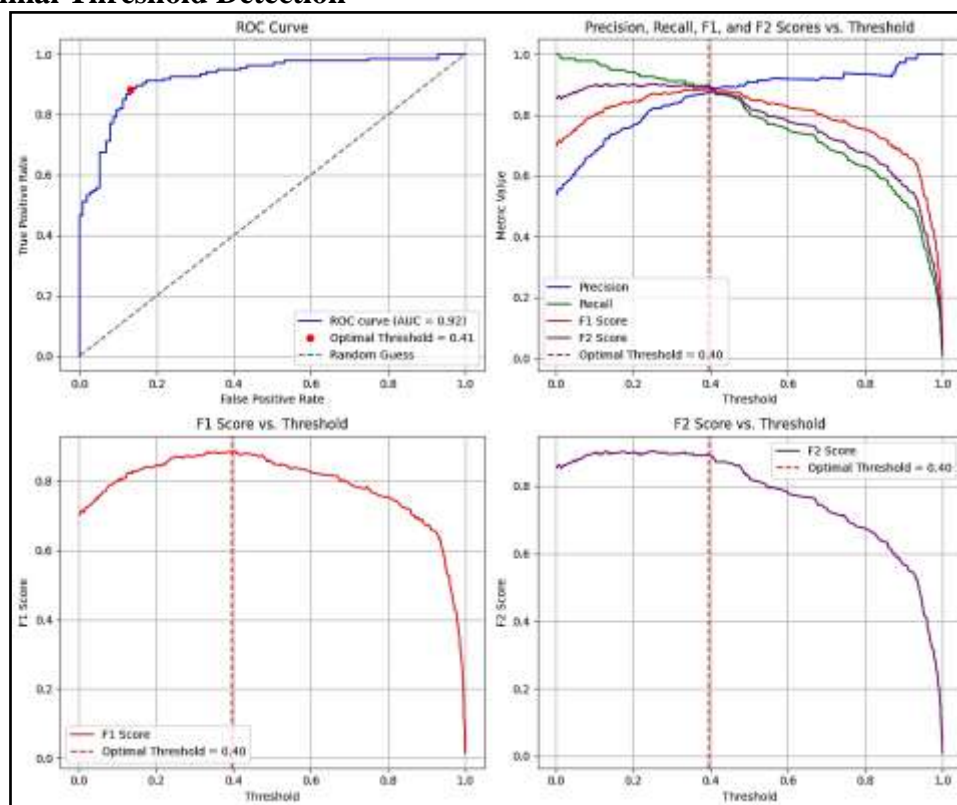 Threshold Detection
ROC Curve
True Positive Rate
1.0
0.8
0.6
0.4
0.2
0.0
ROC curve (AUC = 0.92)
Optimal Threshold = 0.41
Random Guess
0.0 0.2 0.4 0.6 0.8 1.0
False Positive Rate
Precision, Recall, F1, and F2 Scores vs. Threshold
Metric Value
1.0
0.8
0.6
0.4
0.2
0.0
Precision
Recall
F1 Score
F2 Score
Optimal Threshold = 0.40
0.0 0.2 0.4 0.6 0.8 1.0
Threshold
F1 Score vs. Threshold
F1 Score
0.8
0.6
0.4
0.2
0.0
F1 Score
Optimal Threshold = 0.40
0.0 0.2 0.4 0.6 0.8 1.0
Threshold
F2 Score vs. Threshold
F2 Score
0.8
0.6
0.4
0.2
0.0
F2 Score
Optimal Threshold = 0.40
0.0 0.2 0.4 0.6 0.8 1.0
Threshold